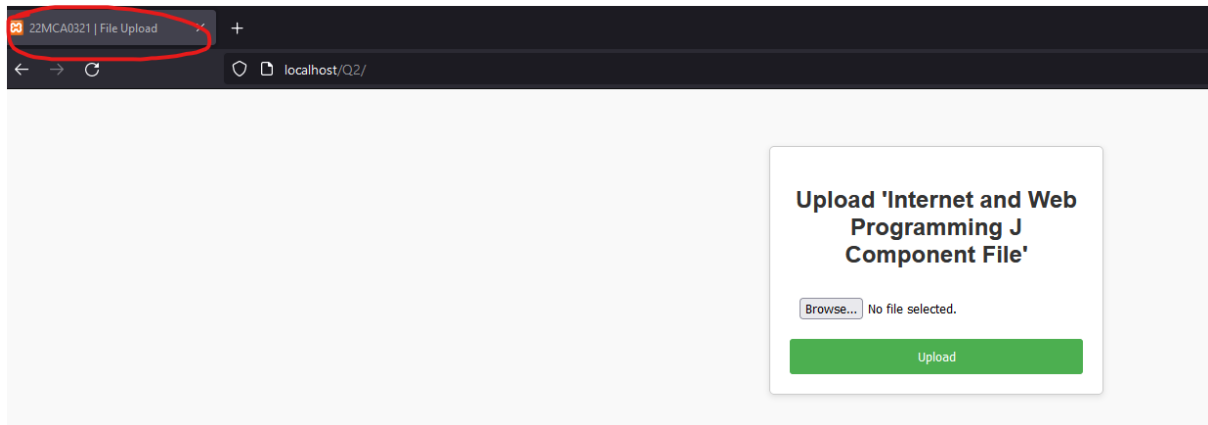 22MCA0321 | File Upload
localhost/Q2/
Upload 'Internet and Web
Programming J
Component File'
Browse... No file selected.
Upload